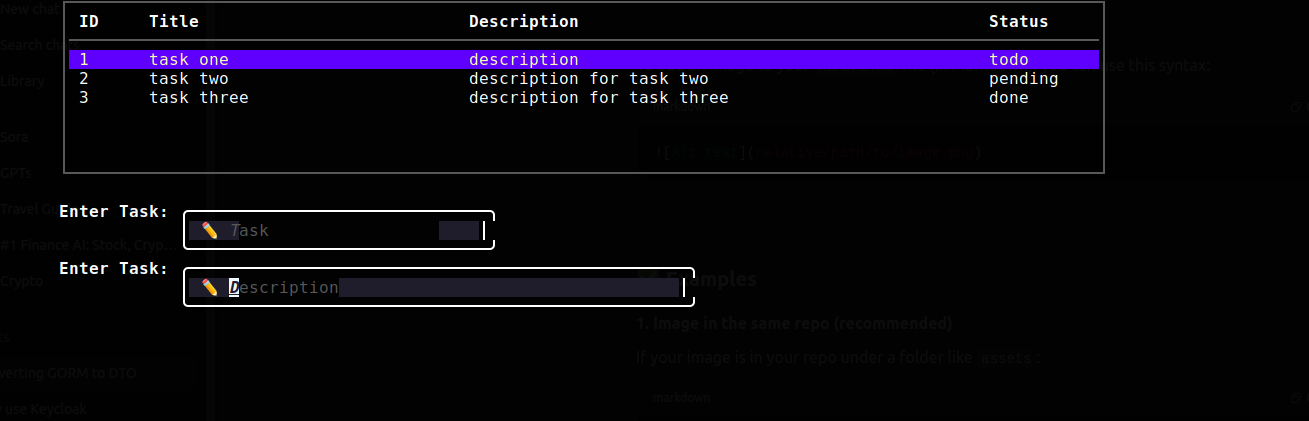 New chat
ID Title Description Status
Search ch
1 task one description todo
use this syntax:
Library
2 task two description for task two pending
3 task three description for task three done
Sora
GPTs
Travel Gu
Enter Task:
✏️ Task
#1 Finance AI: Stock, Cryp...
Enter Task:
Crypto
✏️ Description
Examples
1. Image in the same repo (recommended)
If your image is in your repo under a folder like assets:
verting GORM to DTO
markdown
use Keycloak